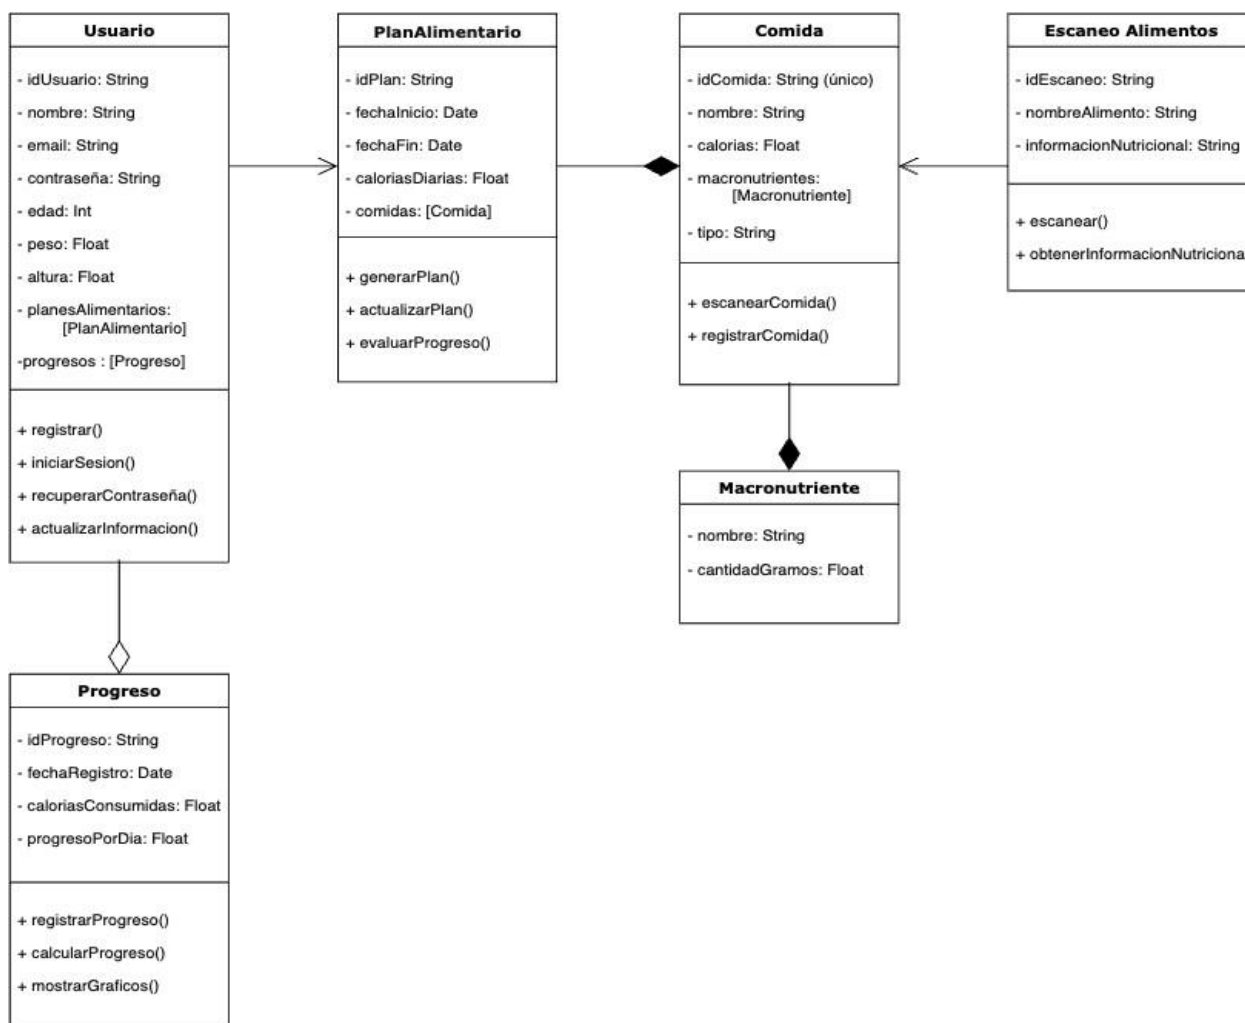 Usuario
- idUsuario: String
- nombre: String
- email: String
- contraseña: String
- edad: Int
- peso: Float
- altura: Float
- planesAlimentarios:
[PlanAlimentario]
-progresos : [Progreso]
+ registrar()
+ iniciarSesion()
+ recuperarContraseña()
+ actualizarInformacion()
PlanAlimentario
- idPlan: String
- fechaInicio: Date
- fechaFin: Date
- caloriasDiarias: Float
- comidas: [Comida]
+ generarPlan()
+ actualizarPlan()
+ evaluarProgreso()
Comida
- idComida: String (único)
- nombre: String
- calorias: Float
- macronutrientes:
[Macronutriente]
- tipo: String
+ escanearComida()
+ registrarComida()
Escaneo Alimentos
- idEscaneo: String
- nombreAlimento: String
- informacionNutricional: String
+ escanear()
+ obtenerInformacionNutriciona
Macronutriente
- nombre: String
- cantidadGramos: Float
Progreso
- idProgreso: String
- fechaRegistro: Date
- caloriasConsumidas: Float
- progresoPorDia: Float
+ registrarProgreso()
+ calcularProgreso()
+ mostrarGraficos()